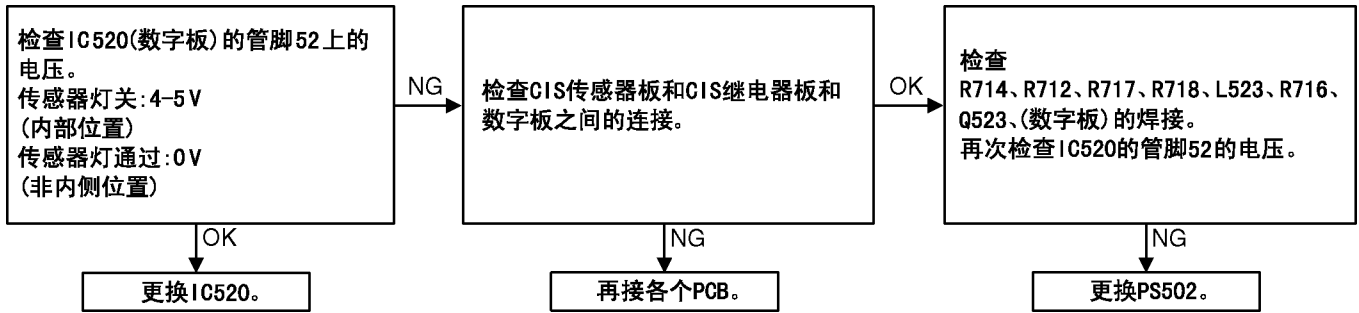 检查IC520(数字板)的管脚52上的
电压。
传感器灯关:4-5V
(内部位置)
传感器灯通过:0V
(非内侧位置)
NG
检查CIS传感器板和CIS继电器板和
数字板之间的连接。
OK
检查
R714、R712、R717、R718、L523、R716、
Q523、(数字板)的焊接。
再次检查IC520的管脚52的电压。
OK
更换IC520。
NG
再接各个PCB。
NG
更换PS502。